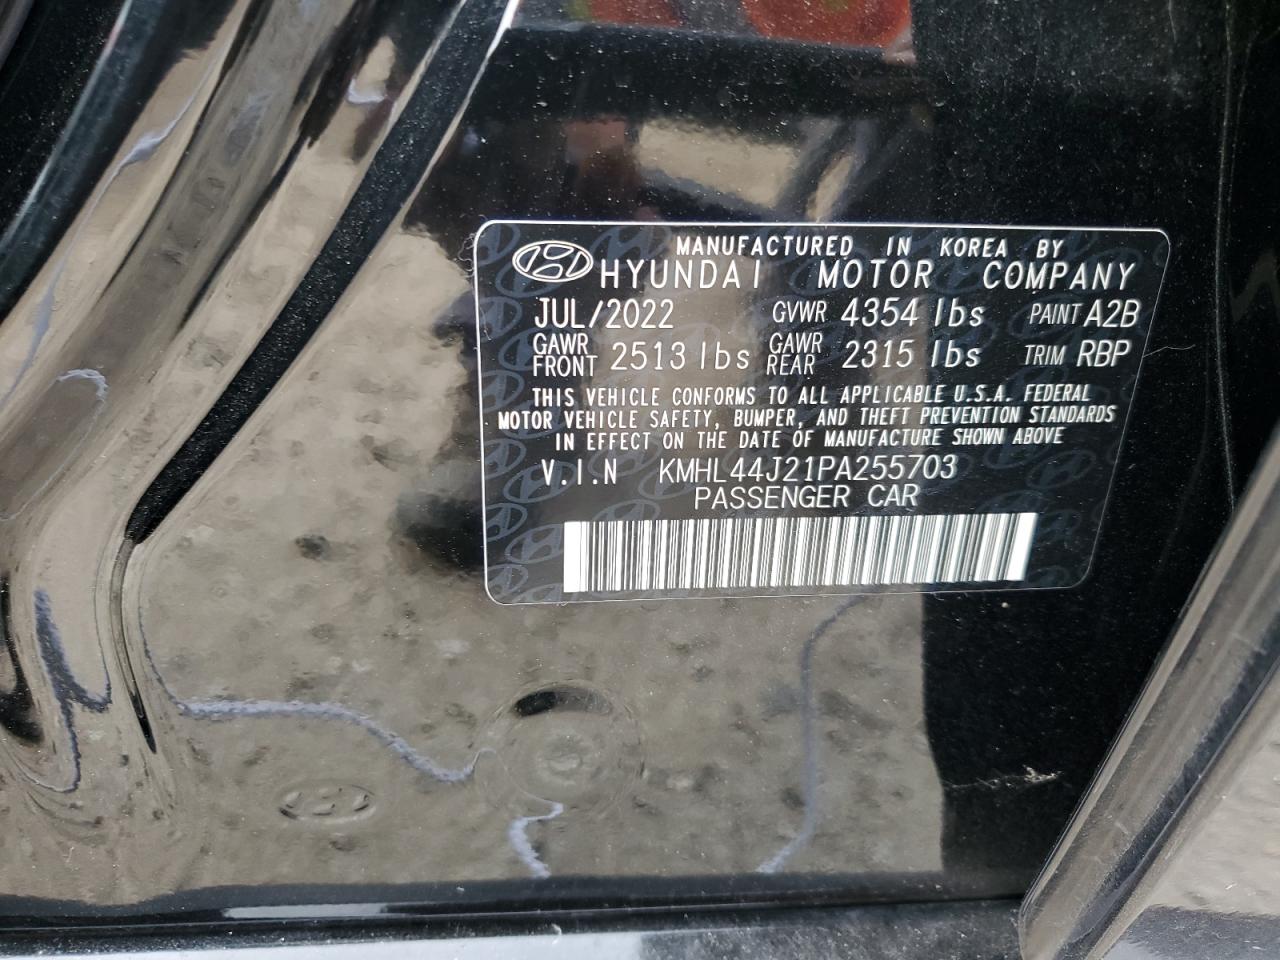 MANUFACTURED IN KOREA BY
HYUNDAI MOTOR COMPANY
JUL/2022 GVWR 4354 lbs PAINT A2B
GAWR FRONT 2513 lbs GAWR REAR 2315 lbs TRIM RBP
THIS VEHICLE CONFORMS TO ALL APPLICABLE U.S.A. FEDERAL
MOTOR VEHICLE SAFETY, BUMPER, AND THEFT PREVENTION STANDARDS
IN EFFECT ON THE DATE OF MANUFACTURE SHOWN ABOVE
V.I.N KMHL44J21PA255703
PASSENGER CAR